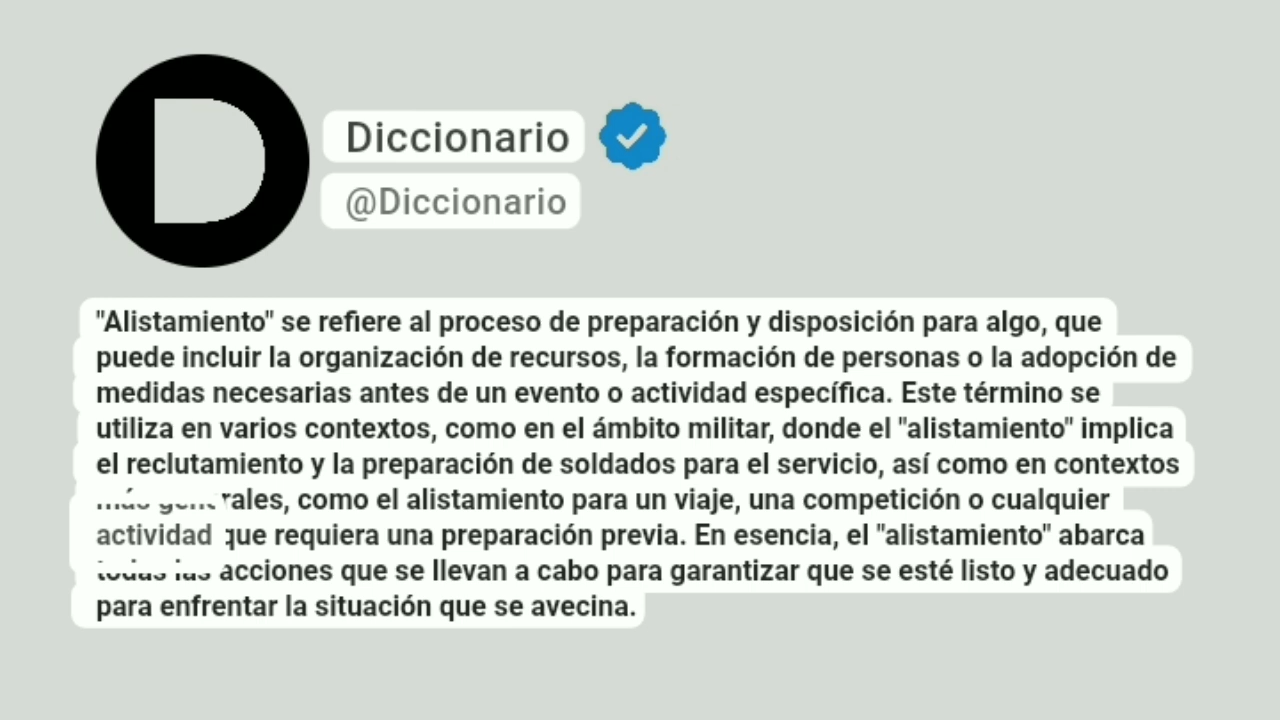 D
Diccionario
@Diccionario
"Alistamiento" se refiere al proceso de preparación y disposición para algo, que
puede incluir la organización de recursos, la formación de personas o la adopción de
medidas necesarias antes de un evento o actividad específica. Este término se
utiliza en varios contextos, como en el ámbito militar, donde el "alistamiento" implica
el reclutamiento y la preparación de soldados para el servicio, así como en contextos
más generales, como el alistamiento para un viaje, una competición o cualquier
actividad que requiera una preparación previa. En esencia, el "alistamiento" abarca
todas las acciones que se llevan a cabo para garantizar que se esté listo y adecuado
para enfrentar la situación que se avecina.